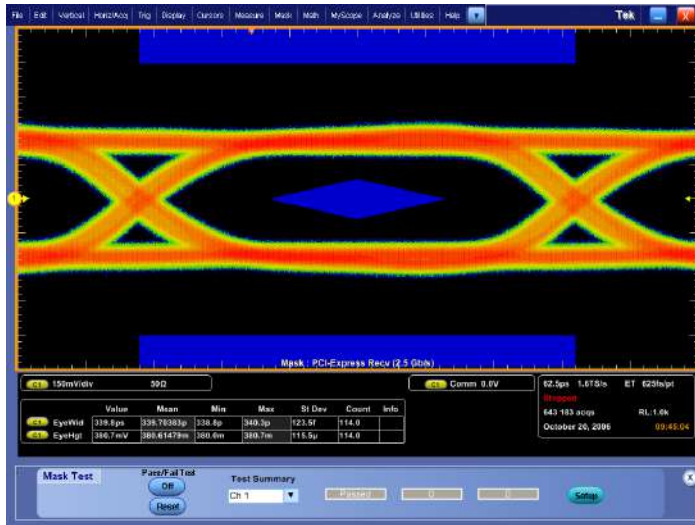 File Edit Vertical Horiz/Acq Trig Display Cursors Measure Mask Math MyScope Analyze Utilities Help Tek X
1
Mask : PCI-Express Recv (2.5 Gb/s)
C1 150mV/div 50Ω
C1 Comm 0.0V
62.5ps 1.6TS/s ET 625fs/pt
Stopped
643 183 acqs RL:1.0k
October 20, 2006 09:45:04
Value Mean Min Max St Dev Count Info
C1 EyeWid 339.8ps 339.70383p 338.8p 340.3p 123.5f 114.0
C1 EyeHgt 380.7mV 380.61479m 380.0m 380.7m 115.5µ 114.0
Mask Test
Pass/Fail Test
Off
Reset
Test Summary
Ch 1
Passed
0
0
Setup
X